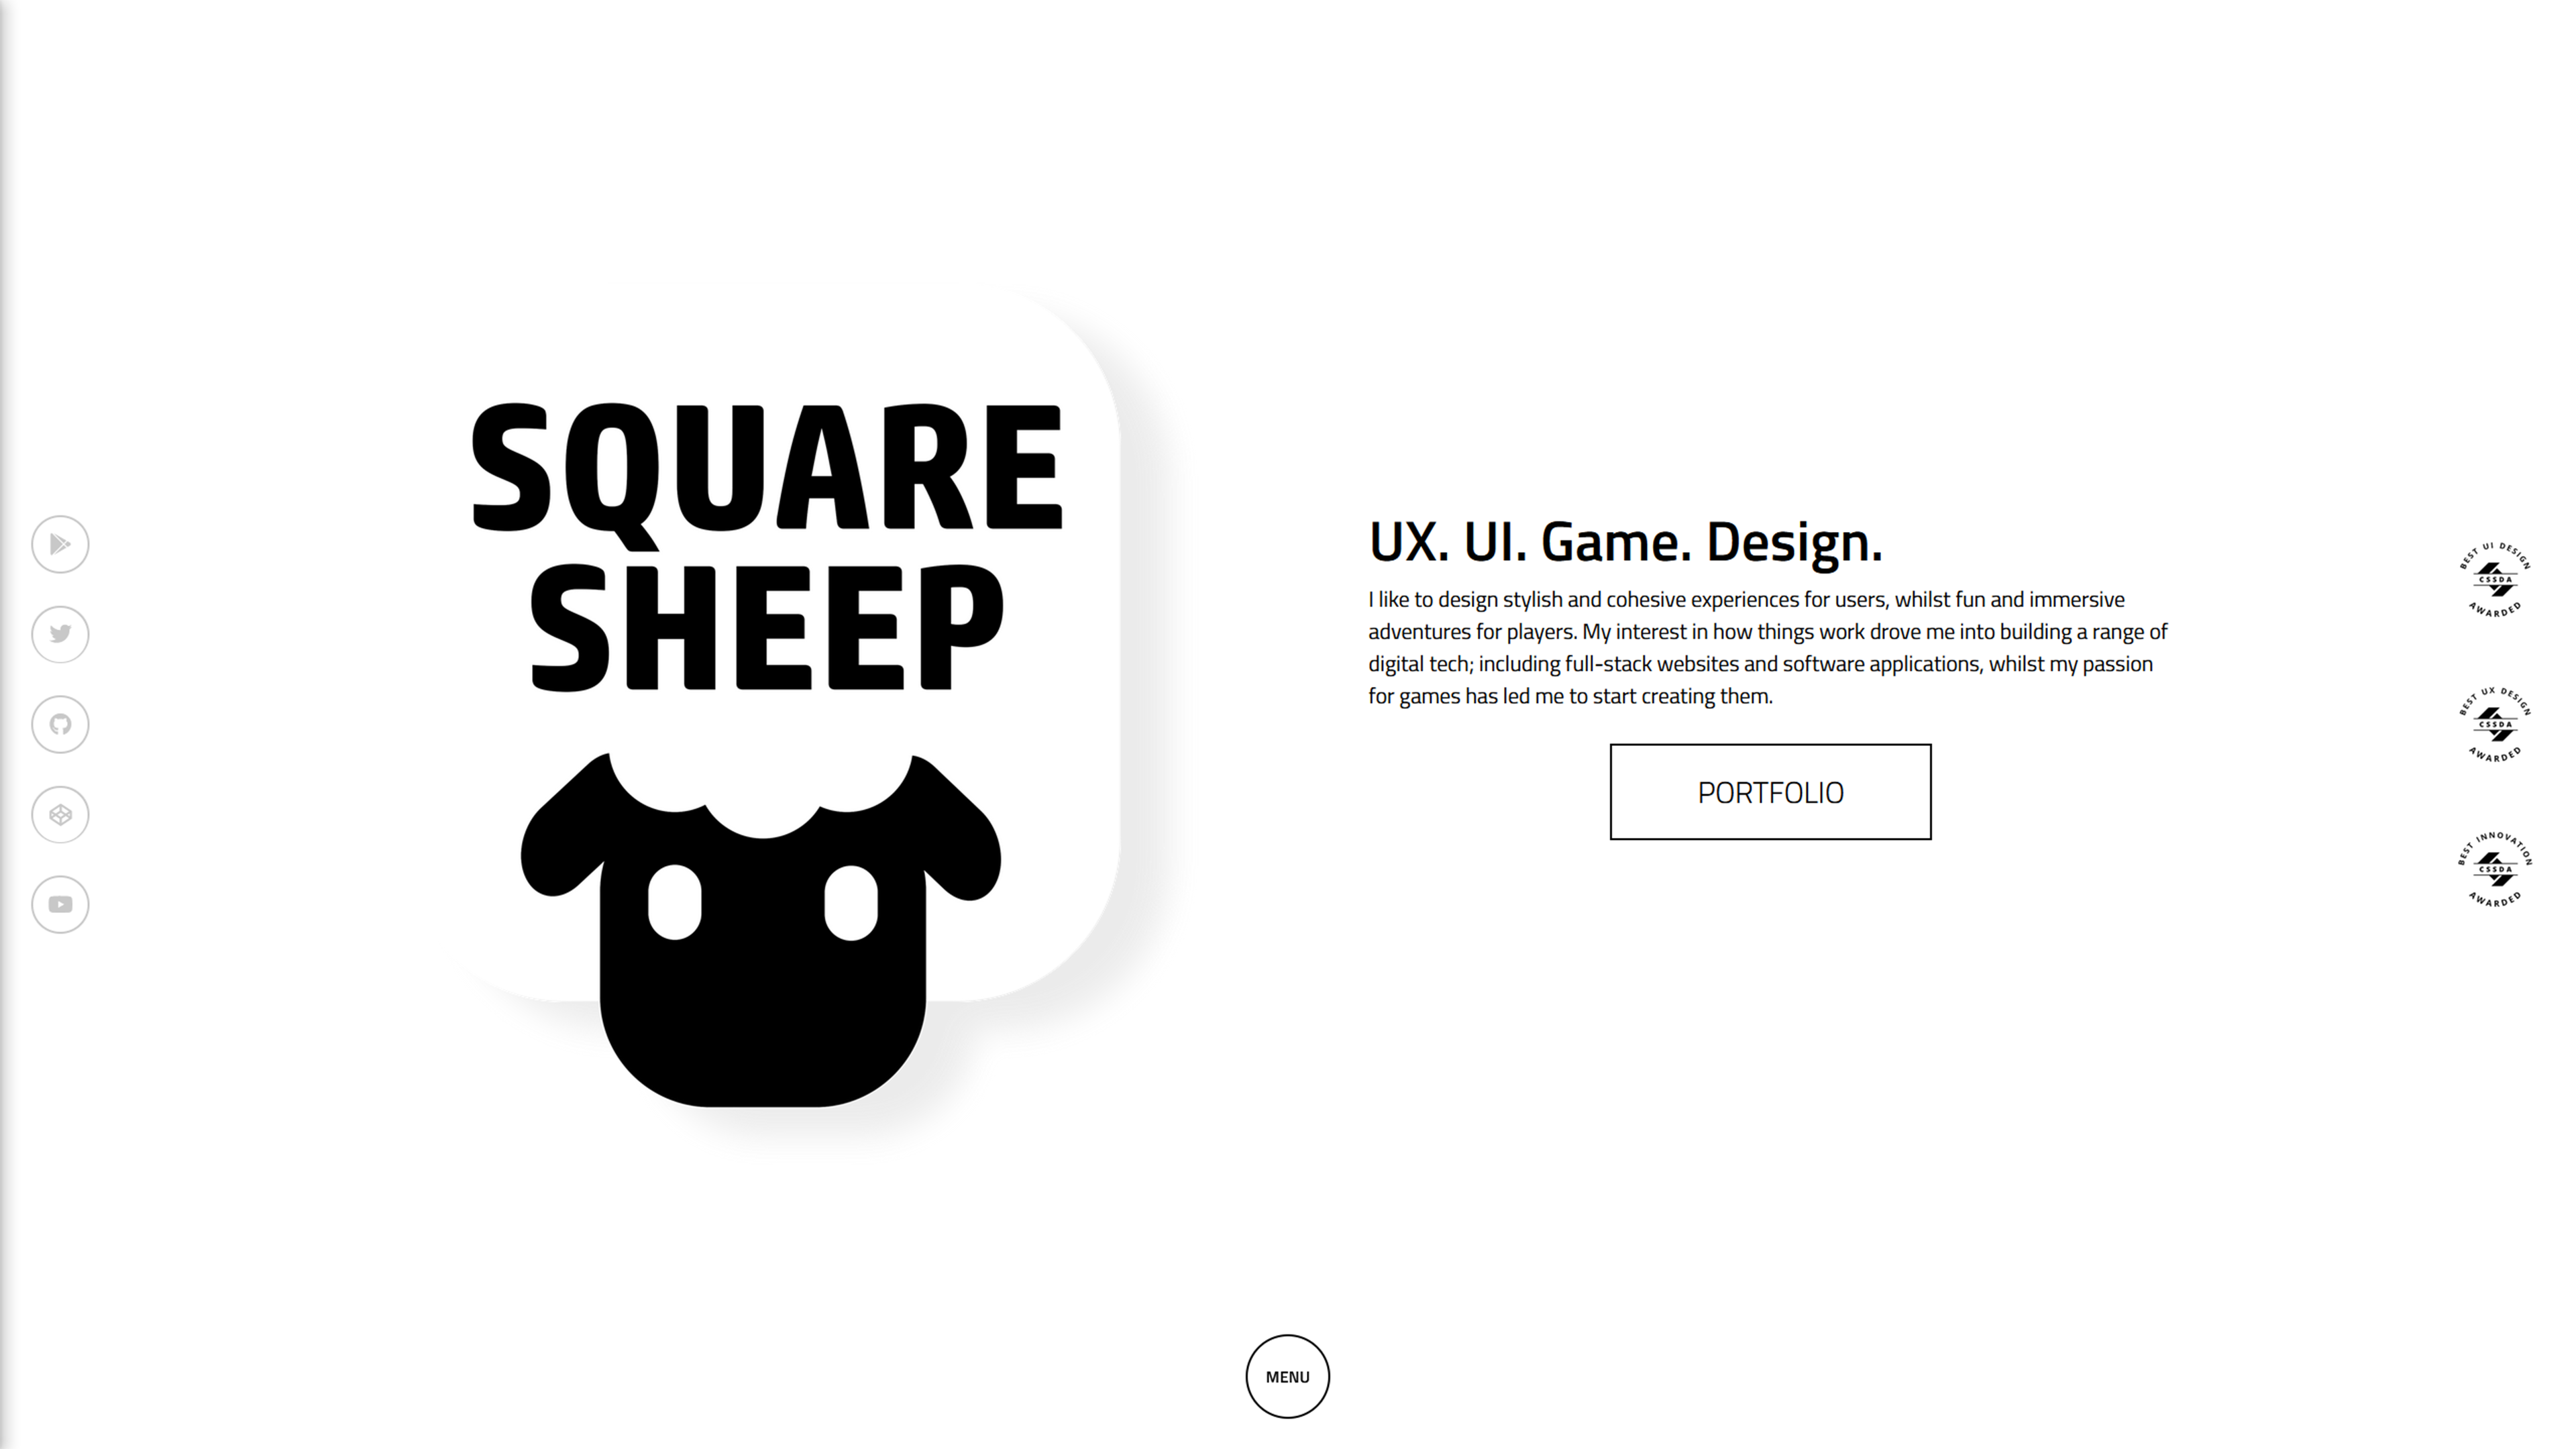 SQUARE
SHEEP
UX. UI. Game. Design.
I like to design stylish and cohesive experiences for users, whilst fun and immersive
adventures for players. My interest in how things work drove me into building a range of
digital tech; including full-stack websites and software applications, whilst my passion
for games has led me to start creating them.
PORTFOLIO
BEST UI DESIGN
CSSDA
AWARDED
BEST UX DESIGN
CSSDA
AWARDED
BEST INNOVATION
CSSDA
AWARDED
MENU